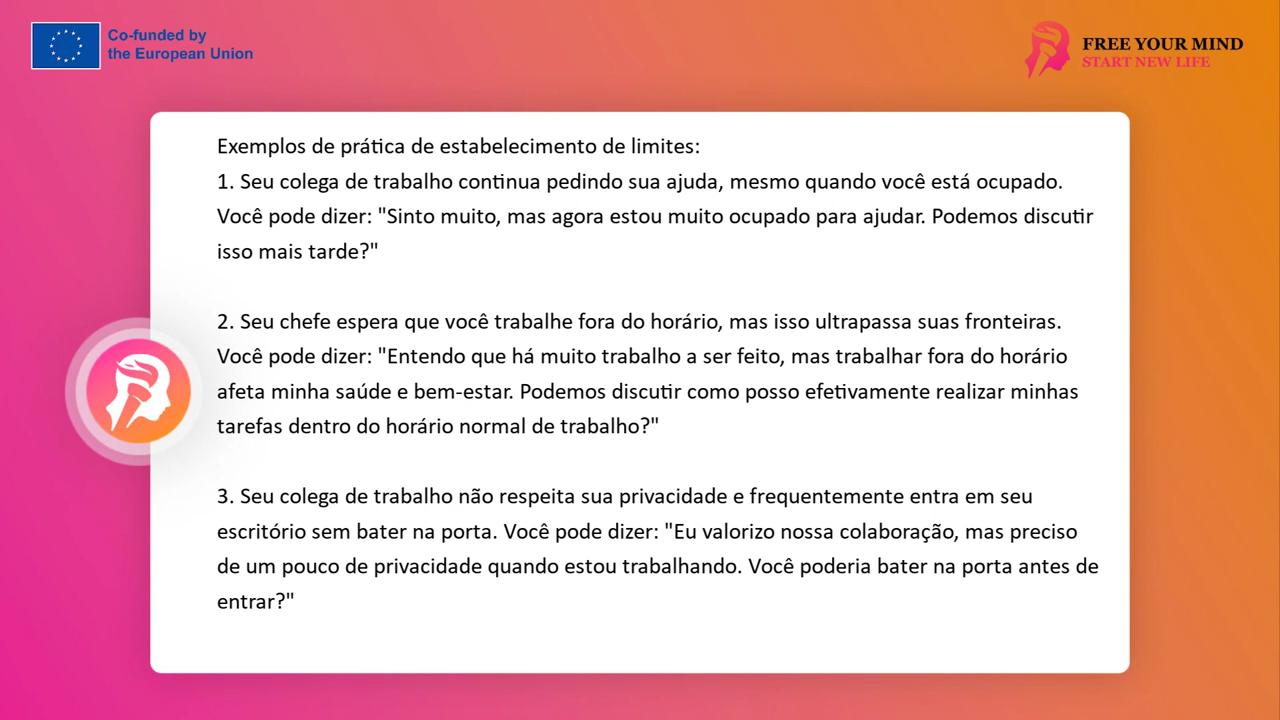 Co-funded by
the European Union
FREE YOUR MIND
START NEW LIFE
Exemplos de prática de estabelecimento de limites:
1. Seu colega de trabalho continua pedindo sua ajuda, mesmo quando você está ocupado.
Você pode dizer: "Sinto muito, mas agora estou muito ocupado para ajudar. Podemos discutir
isso mais tarde?"
2. Seu chefe espera que você trabalhe fora do horário, mas isso ultrapassa suas fronteiras.
Você pode dizer: "Entendo que há muito trabalho a ser feito, mas trabalhar fora do horário
afeta minha saúde e bem-estar. Podemos discutir como posso efetivamente realizar minhas
tarefas dentro do horário normal de trabalho?"
3. Seu colega de trabalho não respeita sua privacidade e frequentemente entra em seu
escritório sem bater na porta. Você pode dizer: "Eu valorizo nossa colaboração, mas preciso
de um pouco de privacidade quando estou trabalhando. Você poderia bater na porta antes de
entrar?"